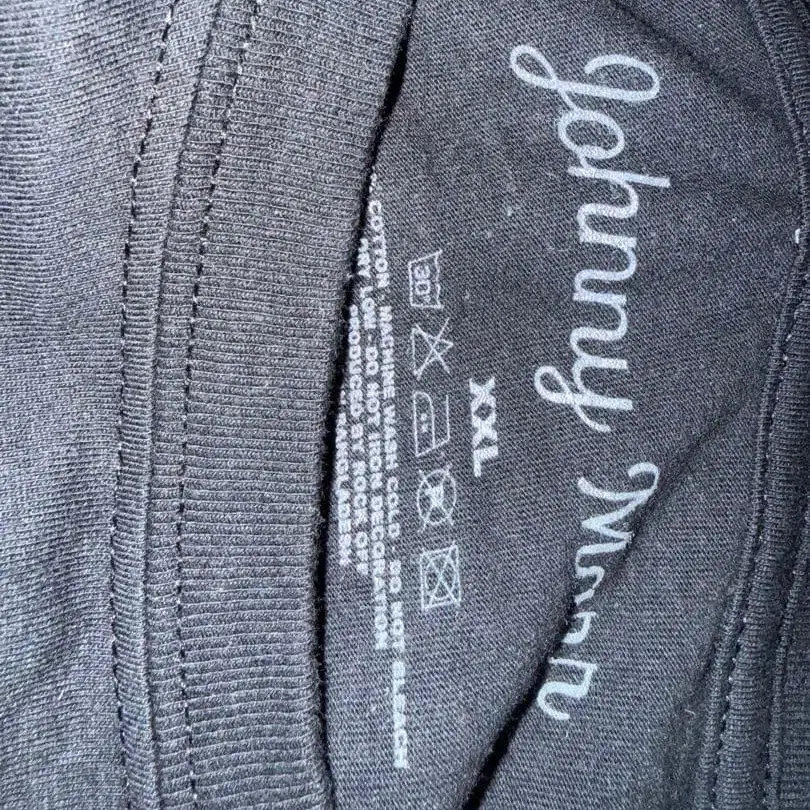 Johnny Marr
XXL
30°
COTTON - MACHINE WASH COLD - DO NOT BLEACH
DRY LOW - DO NOT IRON DECORATION
PRODUCED BY ROCK OFF